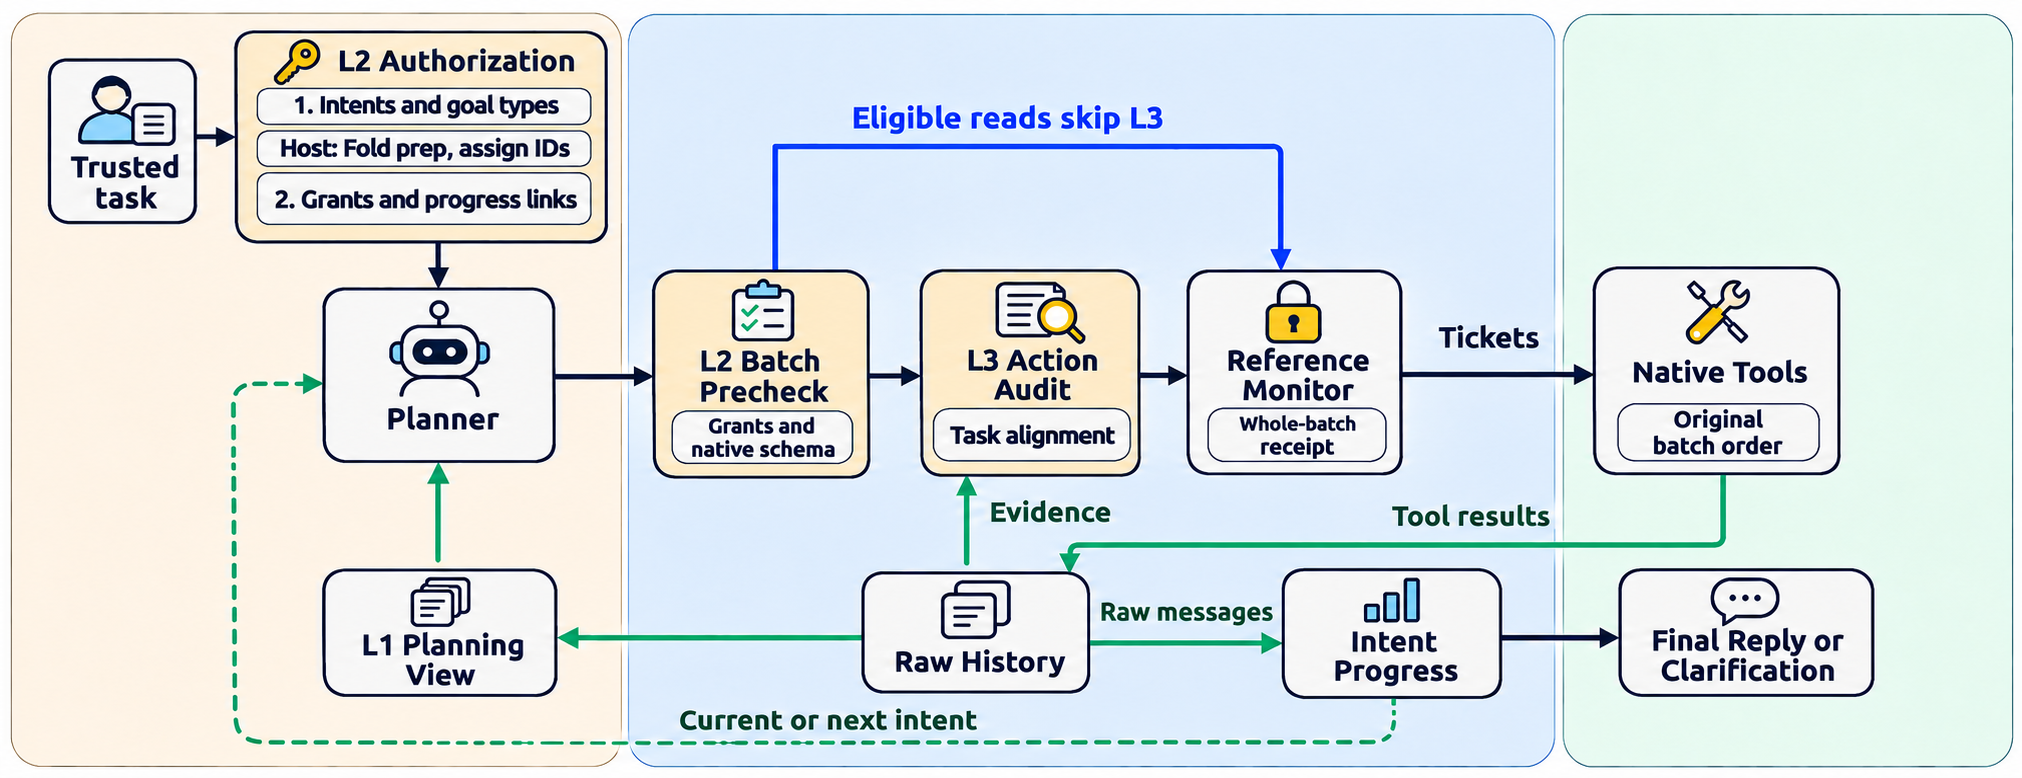 L2 Authorization
1. Intents and goal types
Host: Fold prep, assign IDs
2. Grants and progress links
Trusted
task
Eligible reads skip L3
Planner
L2 Batch
Precheck
Grants and
native schema
L3 Action
Audit
Task alignment
Reference
Monitor
Whole-batch
receipt
Tickets
Native Tools
Original
batch order
Evidence
Tool results
L1 Planning
View
Raw History
Raw messages
Intent
Progress
Final Reply or
Clarification
Current or next intent